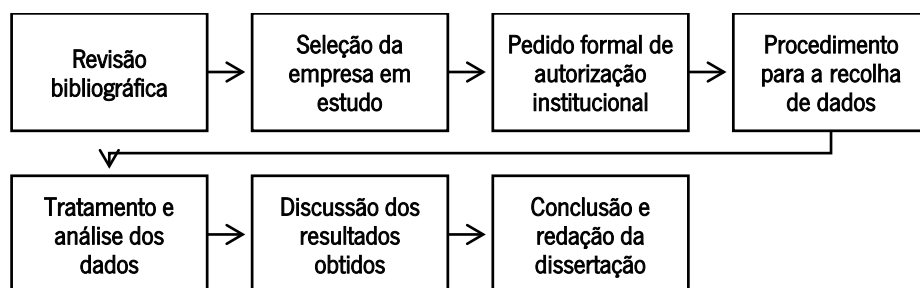 Revisão
bibliográfica
Seleção da
empresa em
estudo
Pedido formal de
autorização
institucional
Procedimento
para a recolha
de dados
Tratamento e
análise dos
dados
Discussão dos
resultados
obtidos
Conclusão e
redação da
dissertação